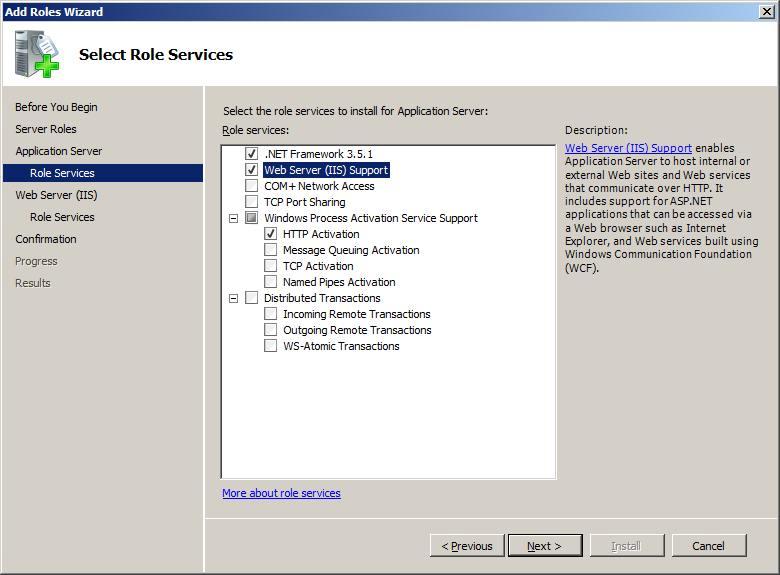 Add Roles Wizard
Select Role Services
Before You Begin
Server Roles
Application Server
Role Services
Web Server (IIS)
Role Services
Confirmation
Progress
Results
Select the role services to install for Application Server:
Role services:
.NET Framework 3.5.1
Web Server (IIS) Support
COM+ Network Access
TCP Port Sharing
Windows Process Activation Service Support
HTTP Activation
Message Queuing Activation
TCP Activation
Named Pipes Activation
Distributed Transactions
Incoming Remote Transactions
Outgoing Remote Transactions
WS-Atomic Transactions
More about role services
Description:
Web Server (IIS) Support enables
Application Server to host internal or
external Web sites and Web services
that communicate over HTTP. It
includes support for ASP.NET
applications that can be accessed via
a Web browser such as Internet
Explorer, and Web services built using
Windows Communication Foundation
(WCF).
< Previous
Next >
Install
Cancel